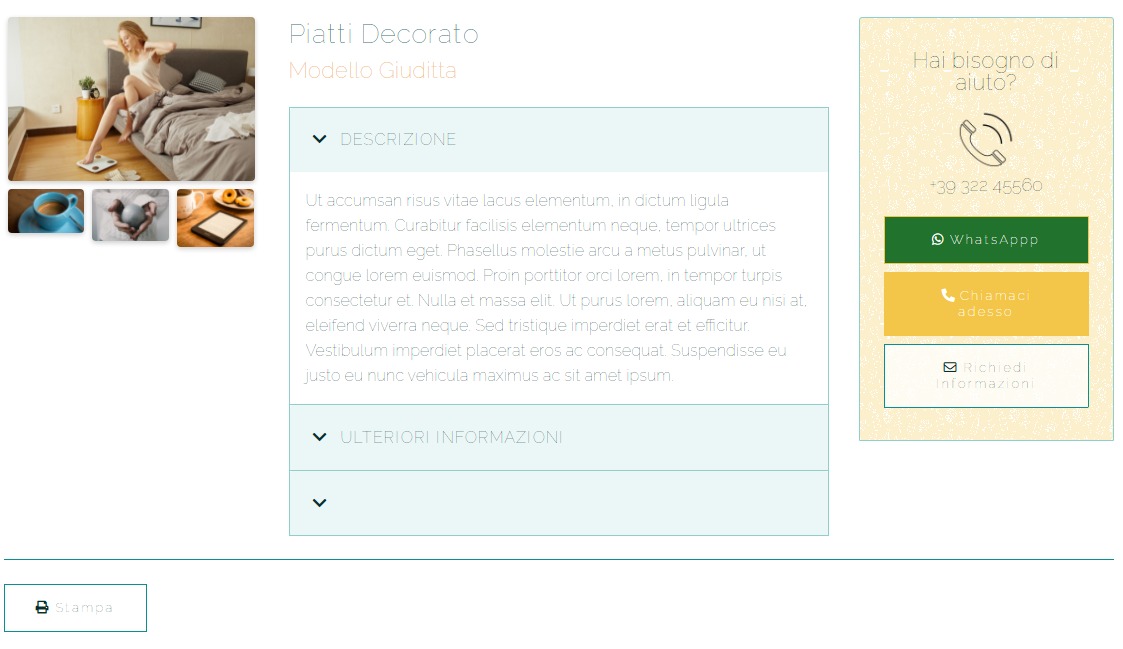 Piatti Decorato
Modello Giuditta
DESCRIZIONE
Ut accumsan risus vitae lacus elementum, in dictum ligula
fermentum. Curabitur facilisis elementum neque, tempor ultrices
purus dictum eget. Phasellus molestie arcu a metus pulvinar, ut
congue lorem euismod. Proin porttitor orci lorem, in tempor turpis
consectetur et. Nulla et massa elit. Ut purus lorem, aliquam eu nisi at,
eleifend viverra neque. Sed tristique imperdiet erat et efficitur.
Vestibulum imperdiet placerat eros ac consequat. Suspendisse eu
justo eu nunc vehicula maximus ac sit amet ipsum.
ULTERIORI INFORMAZIONI
Hai bisogno di
aiuto?
+39 322 45560
WhatsAppp
Chiamaci
adesso
Richiedi
informazioni
Stampa